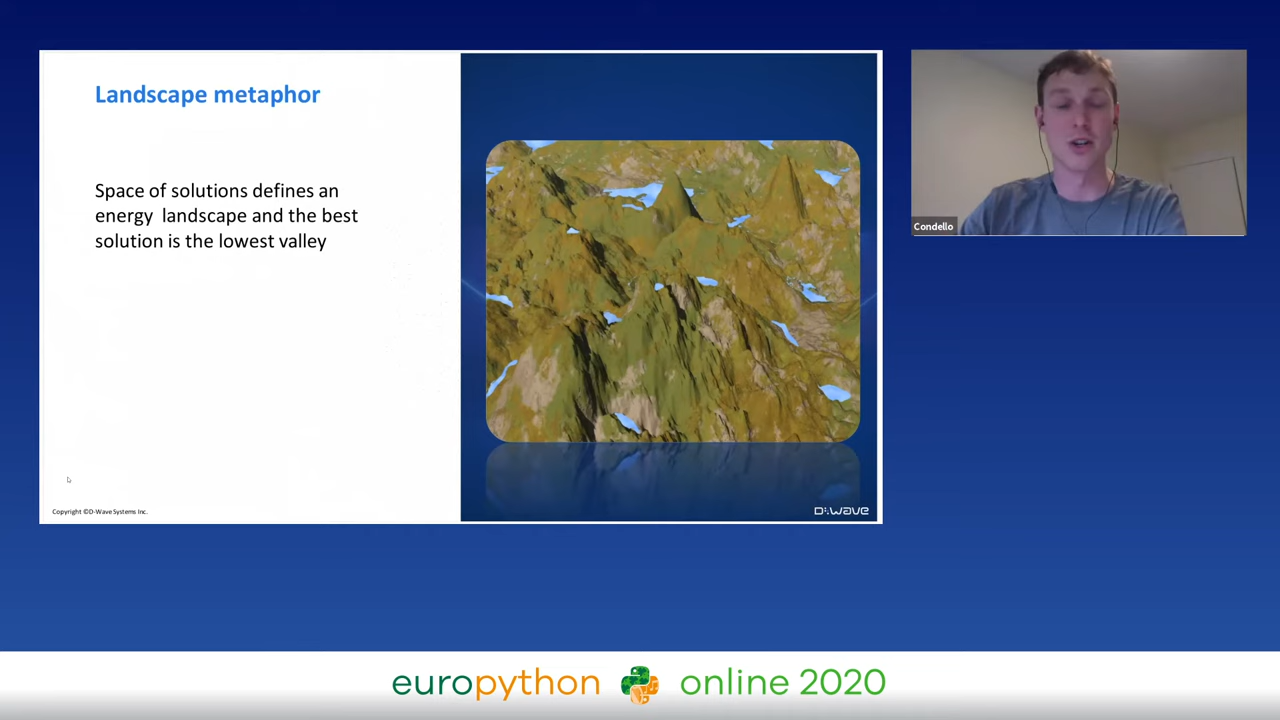 Landscape metaphor
Space of solutions defines an
energy landscape and the best
solution is the lowest valley
Copyright ©D-Wave Systems Inc.
D:wave
Condello
europython online 2020